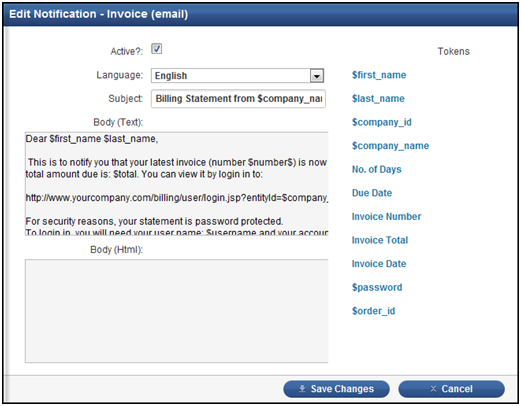 Edit Notification - Invoice (email)
Active?:
Tokens
Language: English
Subject: Billing Statement from $company_na
Body (Text):
Dear $first_name $last_name,
This is to notify you that your latest invoice (number $number$) is now
total amount due is: $total. You can view it by login in to:
http://www.yourcompany.com/billing/user/login.jsp?entityId=$company_
For security reasons, your statement is password protected.
To login in, you will need your user name: $username and your accoun
Body (Html):
$first_name
$last_name
$company_id
$company_name
No. of Days
Due Date
Invoice Number
Invoice Total
Invoice Date
$password
$order_id
Save Changes
Cancel